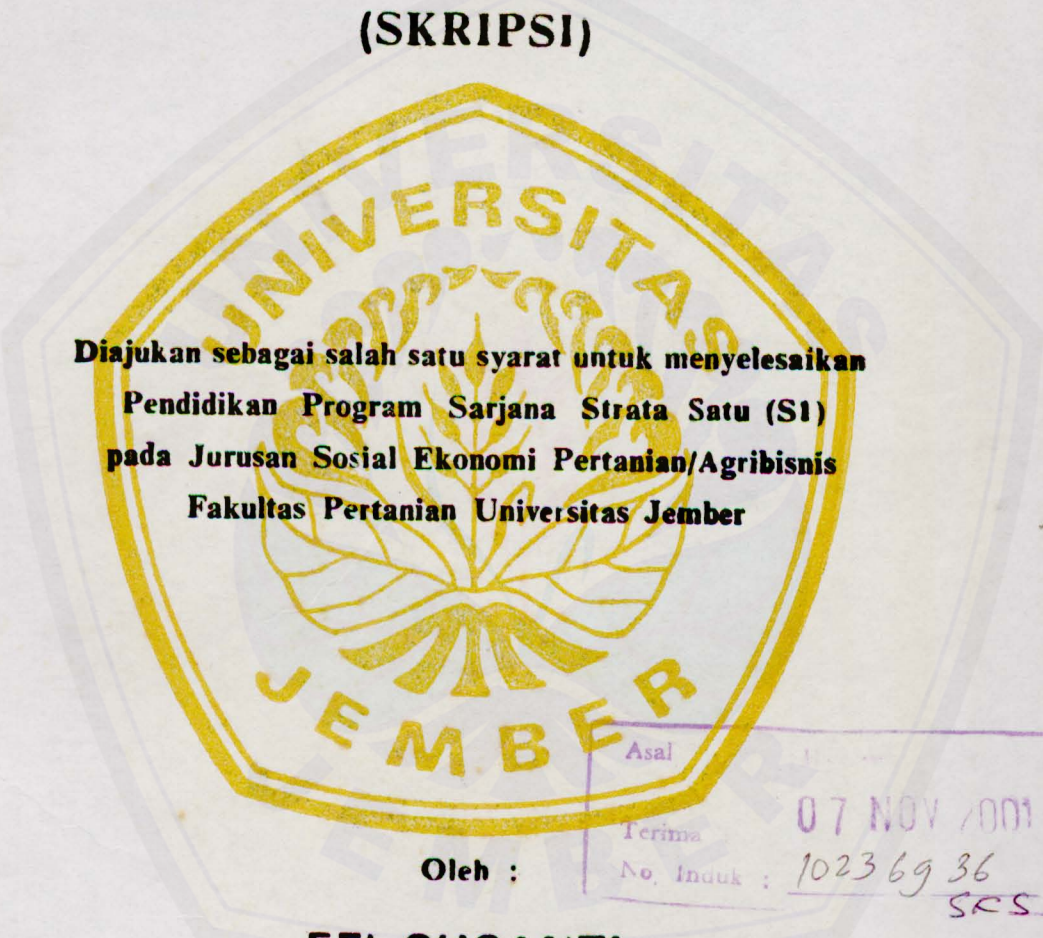 (SKRIPSI)
UNIVERSITAS
Diajukan sebagai salah satu syarat untuk menyelesaikan
Pendidikan Program Sarjana Strata Satu (S1)
pada Jurusan Sosial Ekonomi Pertanian/Agribisnis
Fakultas Pertanian Universitas Jember
JEMBER
Asal
Terima 07 NOV 2001
No. Induk : 10236936
SRS
Oleh :